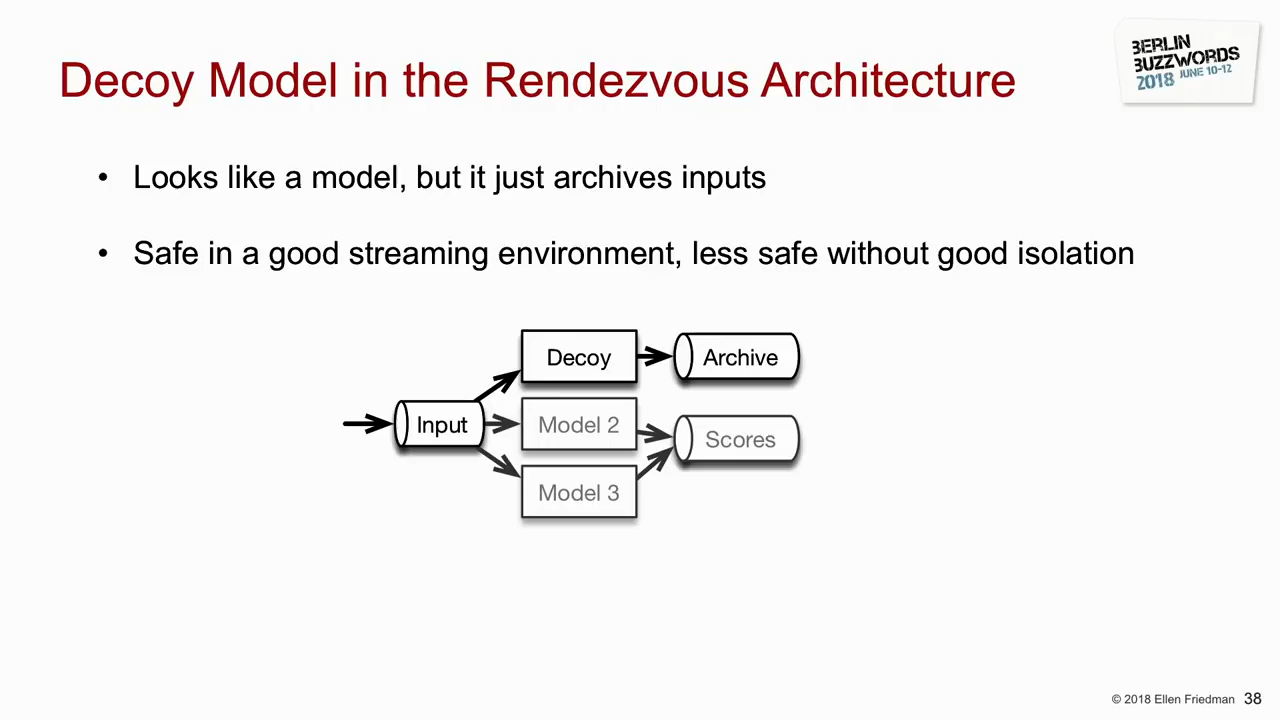 BERLIN
BUZZWORDS
2018 JUNE 10-12
Decoy Model in the Rendezvous Architecture
• Looks like a model, but it just archives inputs
• Safe in a good streaming environment, less safe without good isolation
Decoy
Archive
Input
Model 2
Scores
Model 3
© 2018 Ellen Friedman 38